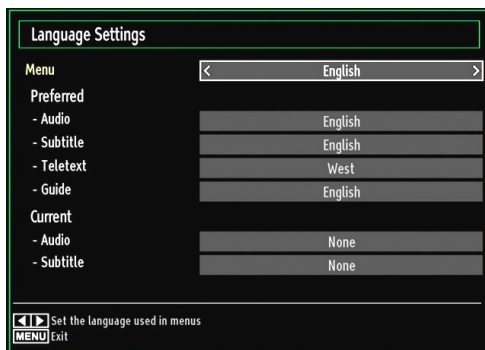 Language Settings
Menu < English >
Preferred
- Audio English
- Subtitle English
- Teletext West
- Guide English
Current
- Audio None
- Subtitle None
Set the language used in menus
MENU Exit